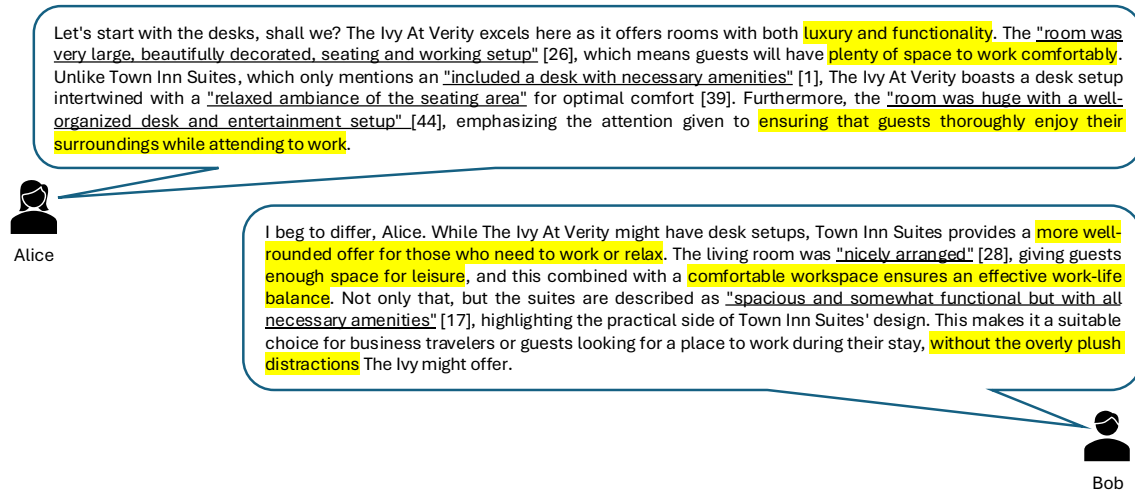 Let's start with the desks, shall we? The Ivy At Verity excels here as it offers rooms with both luxury and functionality. The "room was
very large, beautifully decorated, seating and working setup" [26], which means guests will have plenty of space to work comfortably.
Unlike Town Inn Suites, which only mentions an "included a desk with necessary amenities" [1], The Ivy At Verity boasts a desk setup
intertwined with a "relaxed ambiance of the seating area" for optimal comfort [39]. Furthermore, the "room was huge with a well-
organized desk and entertainment setup" [44], emphasizing the attention given to ensuring that guests thoroughly enjoy their
surroundings while attending to work.
Alice
I beg to differ, Alice. While The Ivy At Verity might have desk setups, Town Inn Suites provides a more well-
rounded offer for those who need to work or relax. The living room was "nicely arranged" [28], giving guests
enough space for leisure, and this combined with a comfortable workspace ensures an effective work-life
balance. Not only that, but the suites are described as "spacious and somewhat functional but with all
necessary amenities" [17], highlighting the practical side of Town Inn Suites' design. This makes it a suitable
choice for business travelers or guests looking for a place to work during their stay, without the overly plush
distractions The Ivy might offer.
Bob